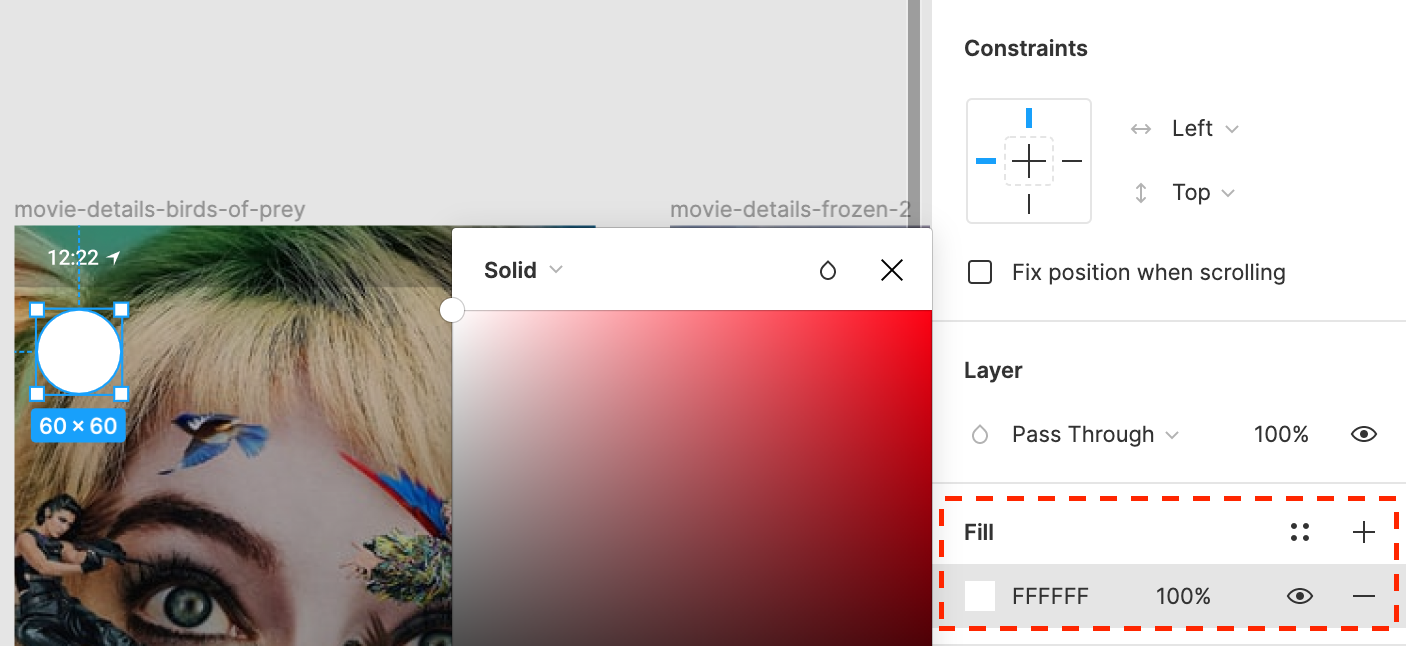 Constraints
Left
Top
Fix position when scrolling
movie-details-birds-of-prey
movie-details-frozen-2
12:22
Solid
60 × 60
Layer
Pass Through
100%
Fill
FFFFFF
100%